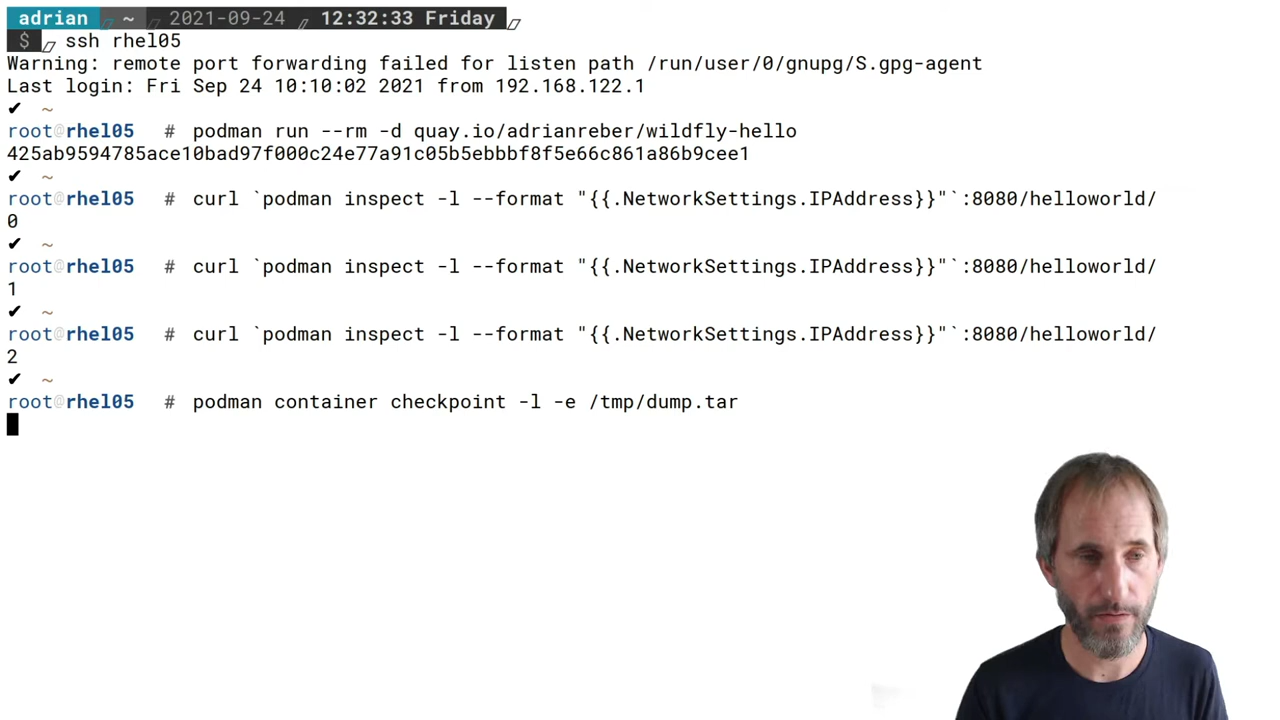 adrian ~ 2021-09-24 12:32:33 Friday
$ ssh rhel05
Warning: remote port forwarding failed for listen path /run/user/0/gnupg/S.gpg-agent
Last login: Fri Sep 24 10:10:02 2021 from 192.168.122.1
✔ ~
root@rhel05 # podman run --rm -d quay.io/adrianreber/wildfly-hello
425ab9594785ace10bad97f000c24e77a91c05b5ebbbf8f5e66c861a86b9cee1
✔ ~
root@rhel05 # curl `podman inspect -l --format "{{.NetworkSettings.IPAddress}}"`:8080/helloworld/
0
✔ ~
root@rhel05 # curl `podman inspect -l --format "{{.NetworkSettings.IPAddress}}"`:8080/helloworld/
1
✔ ~
root@rhel05 # curl `podman inspect -l --format "{{.NetworkSettings.IPAddress}}"`:8080/helloworld/
2
✔ ~
root@rhel05 # podman container checkpoint -l -e /tmp/dump.tar